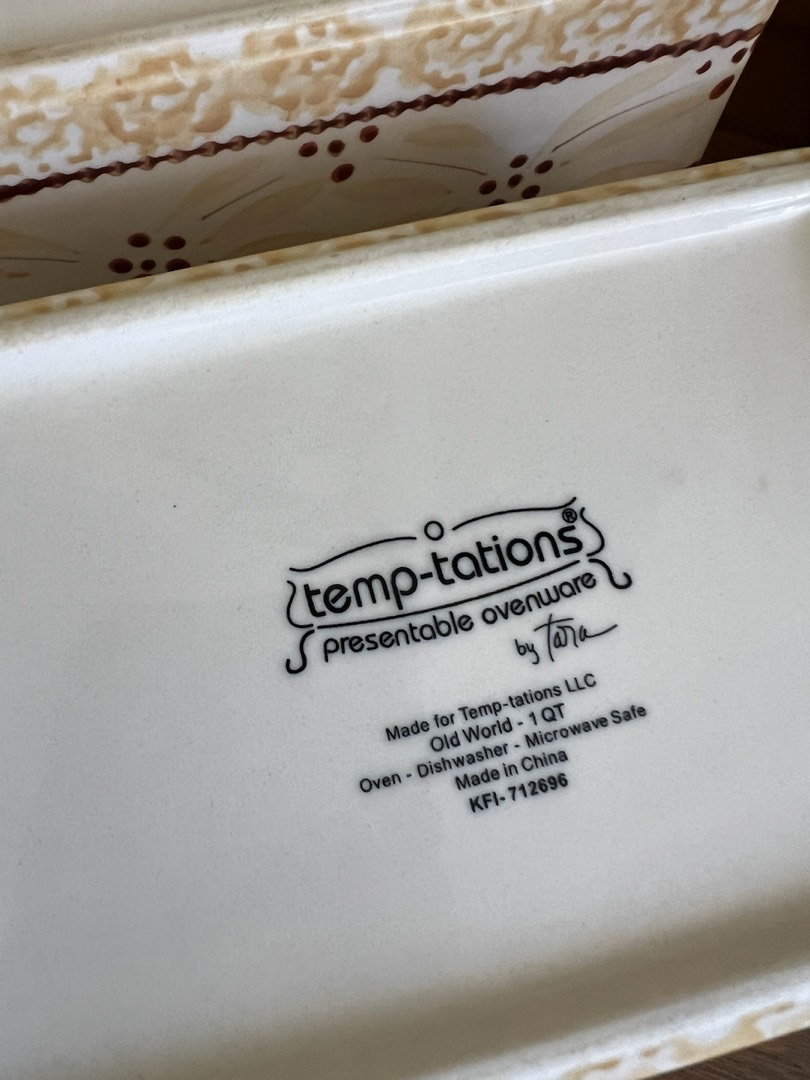 temp-tations®
presentable ovenware
by Tara
Made for Temp-tations LLC
Old World - 1 QT
Oven - Dishwasher - Microwave Safe
Made in China
KFI- 712696